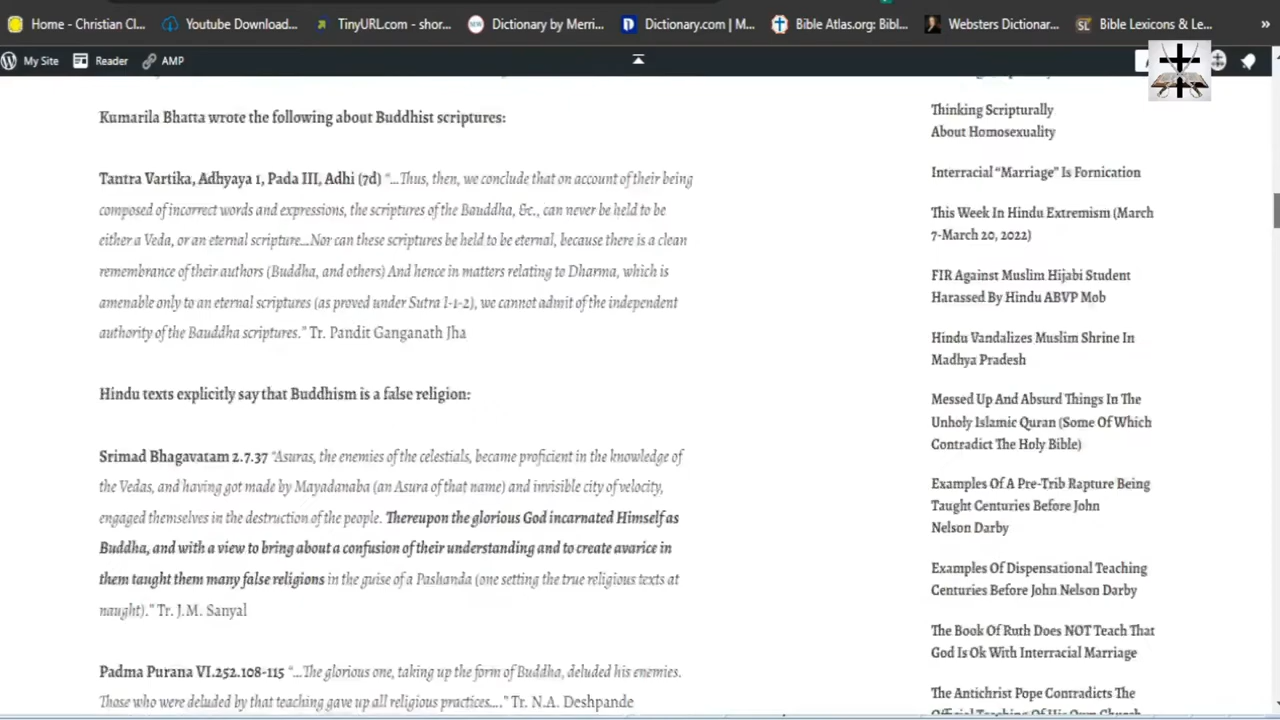 Home - Christian Cl...
Youtube Download...
TinyURL.com - shor...
Dictionary by Merri...
Dictionary.com | M...
Bible Atlas.org: Bibl...
Websters Dictionar...
Bible Lexicons & Le...
»
My Site
Reader
AMP
Kumarila Bhatta wrote the following about Buddhist scriptures:
Tantra Vartika, Adhyaya 1, Pada III, Adhi (7d) “...Thus, then, we conclude that on account of their being
composed of incorrect words and expressions, the scriptures of the Bauddha, &c., can never be held to be
either a Veda, or an eternal scripture...Nor can these scriptures be held to be eternal, because there is a clean
remembrance of their authors (Buddha, and others) And hence in matters relating to Dharma, which is
amenable only to an eternal scriptures (as proved under Sutra I-1-2), we cannot admit of the independent
authority of the Bauddha scriptures.” Tr. Pandit Ganganath Jha
Hindu texts explicitly say that Buddhism is a false religion:
Srimad Bhagavatam 2.7.37 “Asuras, the enemies of the celestials, became proficient in the knowledge of
the Vedas, and having got made by Mayadanaba (an Asura of that name) and invisible city of velocity,
engaged themselves in the destruction of the people. Thereupon the glorious God incarnated Himself as
Buddha, and with a view to bring about a confusion of their understanding and to create avarice in
them taught them many false religions in the guise of a Pashanda (one setting the true religious texts at
naught).” Tr. J.M. Sanyal
Padma Purana VI.252.108-115 “...The glorious one, taking up the form of Buddha, deluded his enemies.
Those who were deluded by that teaching gave up all religious practices....” Tr. N.A. Deshpande
Thinking Scripturally
About Homosexuality
Interracial “Marriage” Is Fornication
This Week In Hindu Extremism (March
7-March 20, 2022)
FIR Against Muslim Hijabi Student
Harassed By Hindu ABVP Mob
Hindu Vandalizes Muslim Shrine In
Madhya Pradesh
Messed Up And Absurd Things In The
Unholy Islamic Quran (Some Of Which
Contradict The Holy Bible)
Examples Of A Pre-Trib Rapture Being
Taught Centuries Before John
Nelson Darby
Examples Of Dispensational Teaching
Centuries Before John Nelson Darby
The Book Of Ruth Does NOT Teach That
God Is Ok With Interracial Marriage
The Antichrist Pope Contradicts The
Official Teaching Of His Own Church